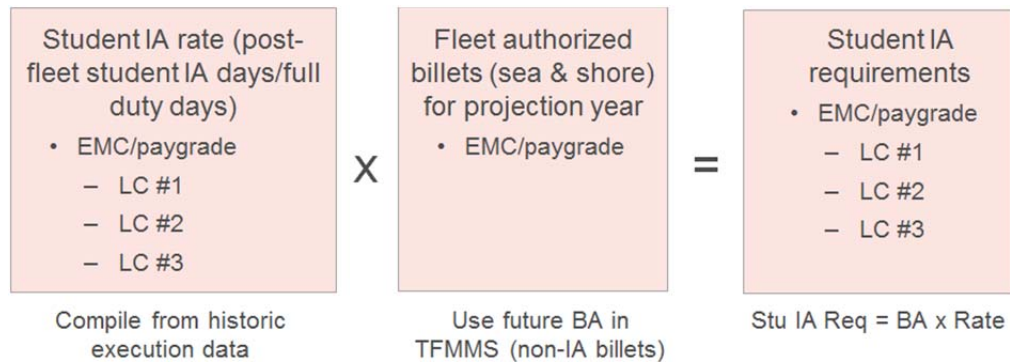 Student IA rate (post-
fleet student IA days/full
duty days)
• EMC/paygrade
– LC #1
– LC #2
– LC #3
Compile from historic
execution data
X
Fleet authorized
billets (sea & shore)
for projection year
• EMC/paygrade
Use future BA in
TFMMS (non-IA billets)
=
Student IA
requirements
• EMC/paygrade
– LC #1
– LC #2
– LC #3
Stu IA Req = BA x Rate